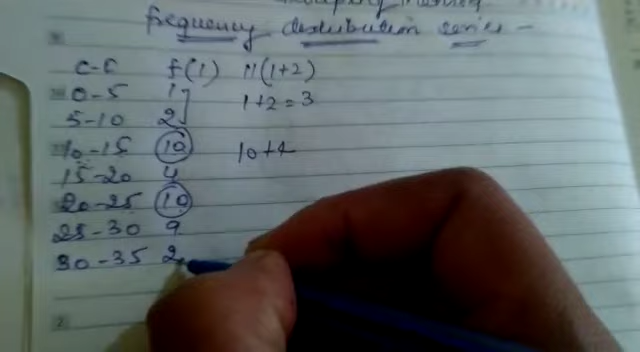 frequency distribution series -
C-I f(1) II(1+2)
0-5 1 1+2=3
5-10 2
10-15 10 10+4
15-20 4
20-25 10
25-30 9
30-35 2